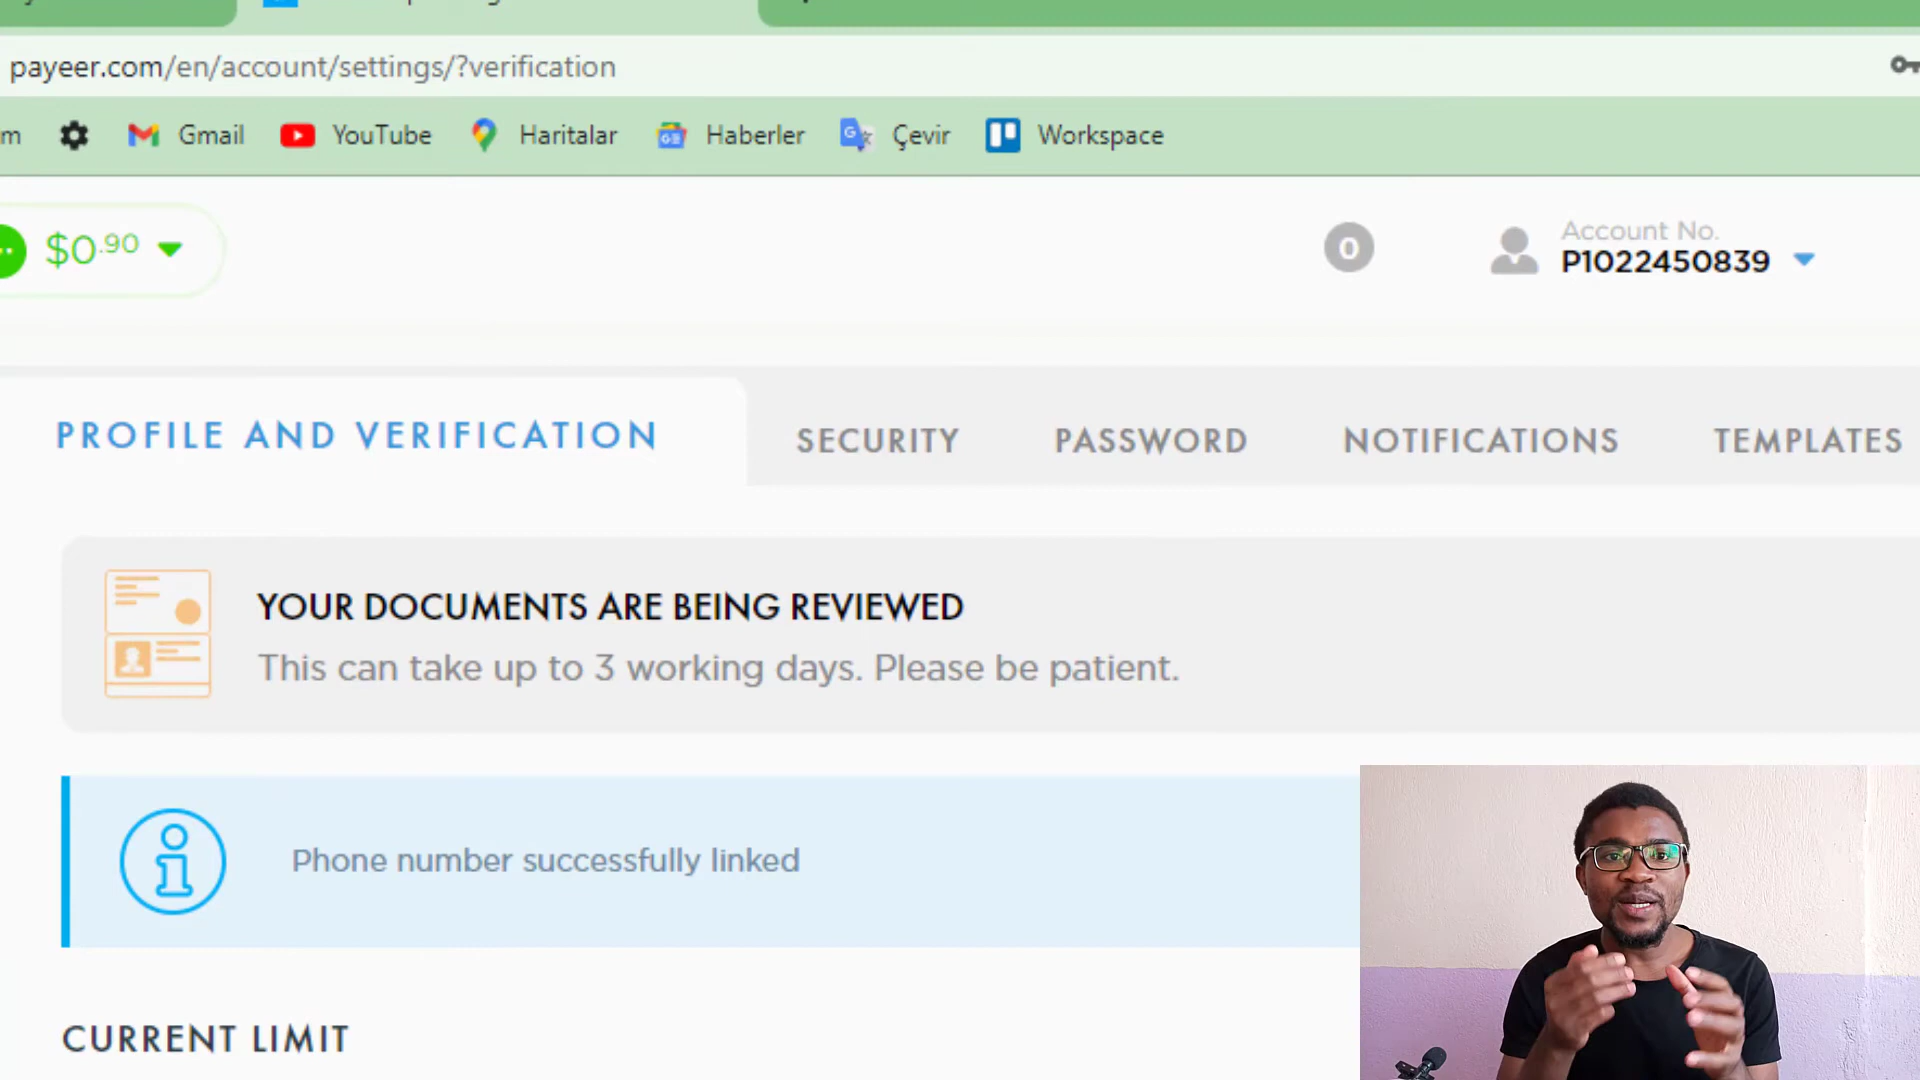 payeer.com/en/account/settings/?verification
m Gmail YouTube Haritalar Haberler Çevir Workspace
$0.90
0
Account No.
P1022450839
PROFILE AND VERIFICATION SECURITY PASSWORD NOTIFICATIONS TEMPLATES
YOUR DOCUMENTS ARE BEING REVIEWED
This can take up to 3 working days. Please be patient.
Phone number successfully linked
CURRENT LIMIT